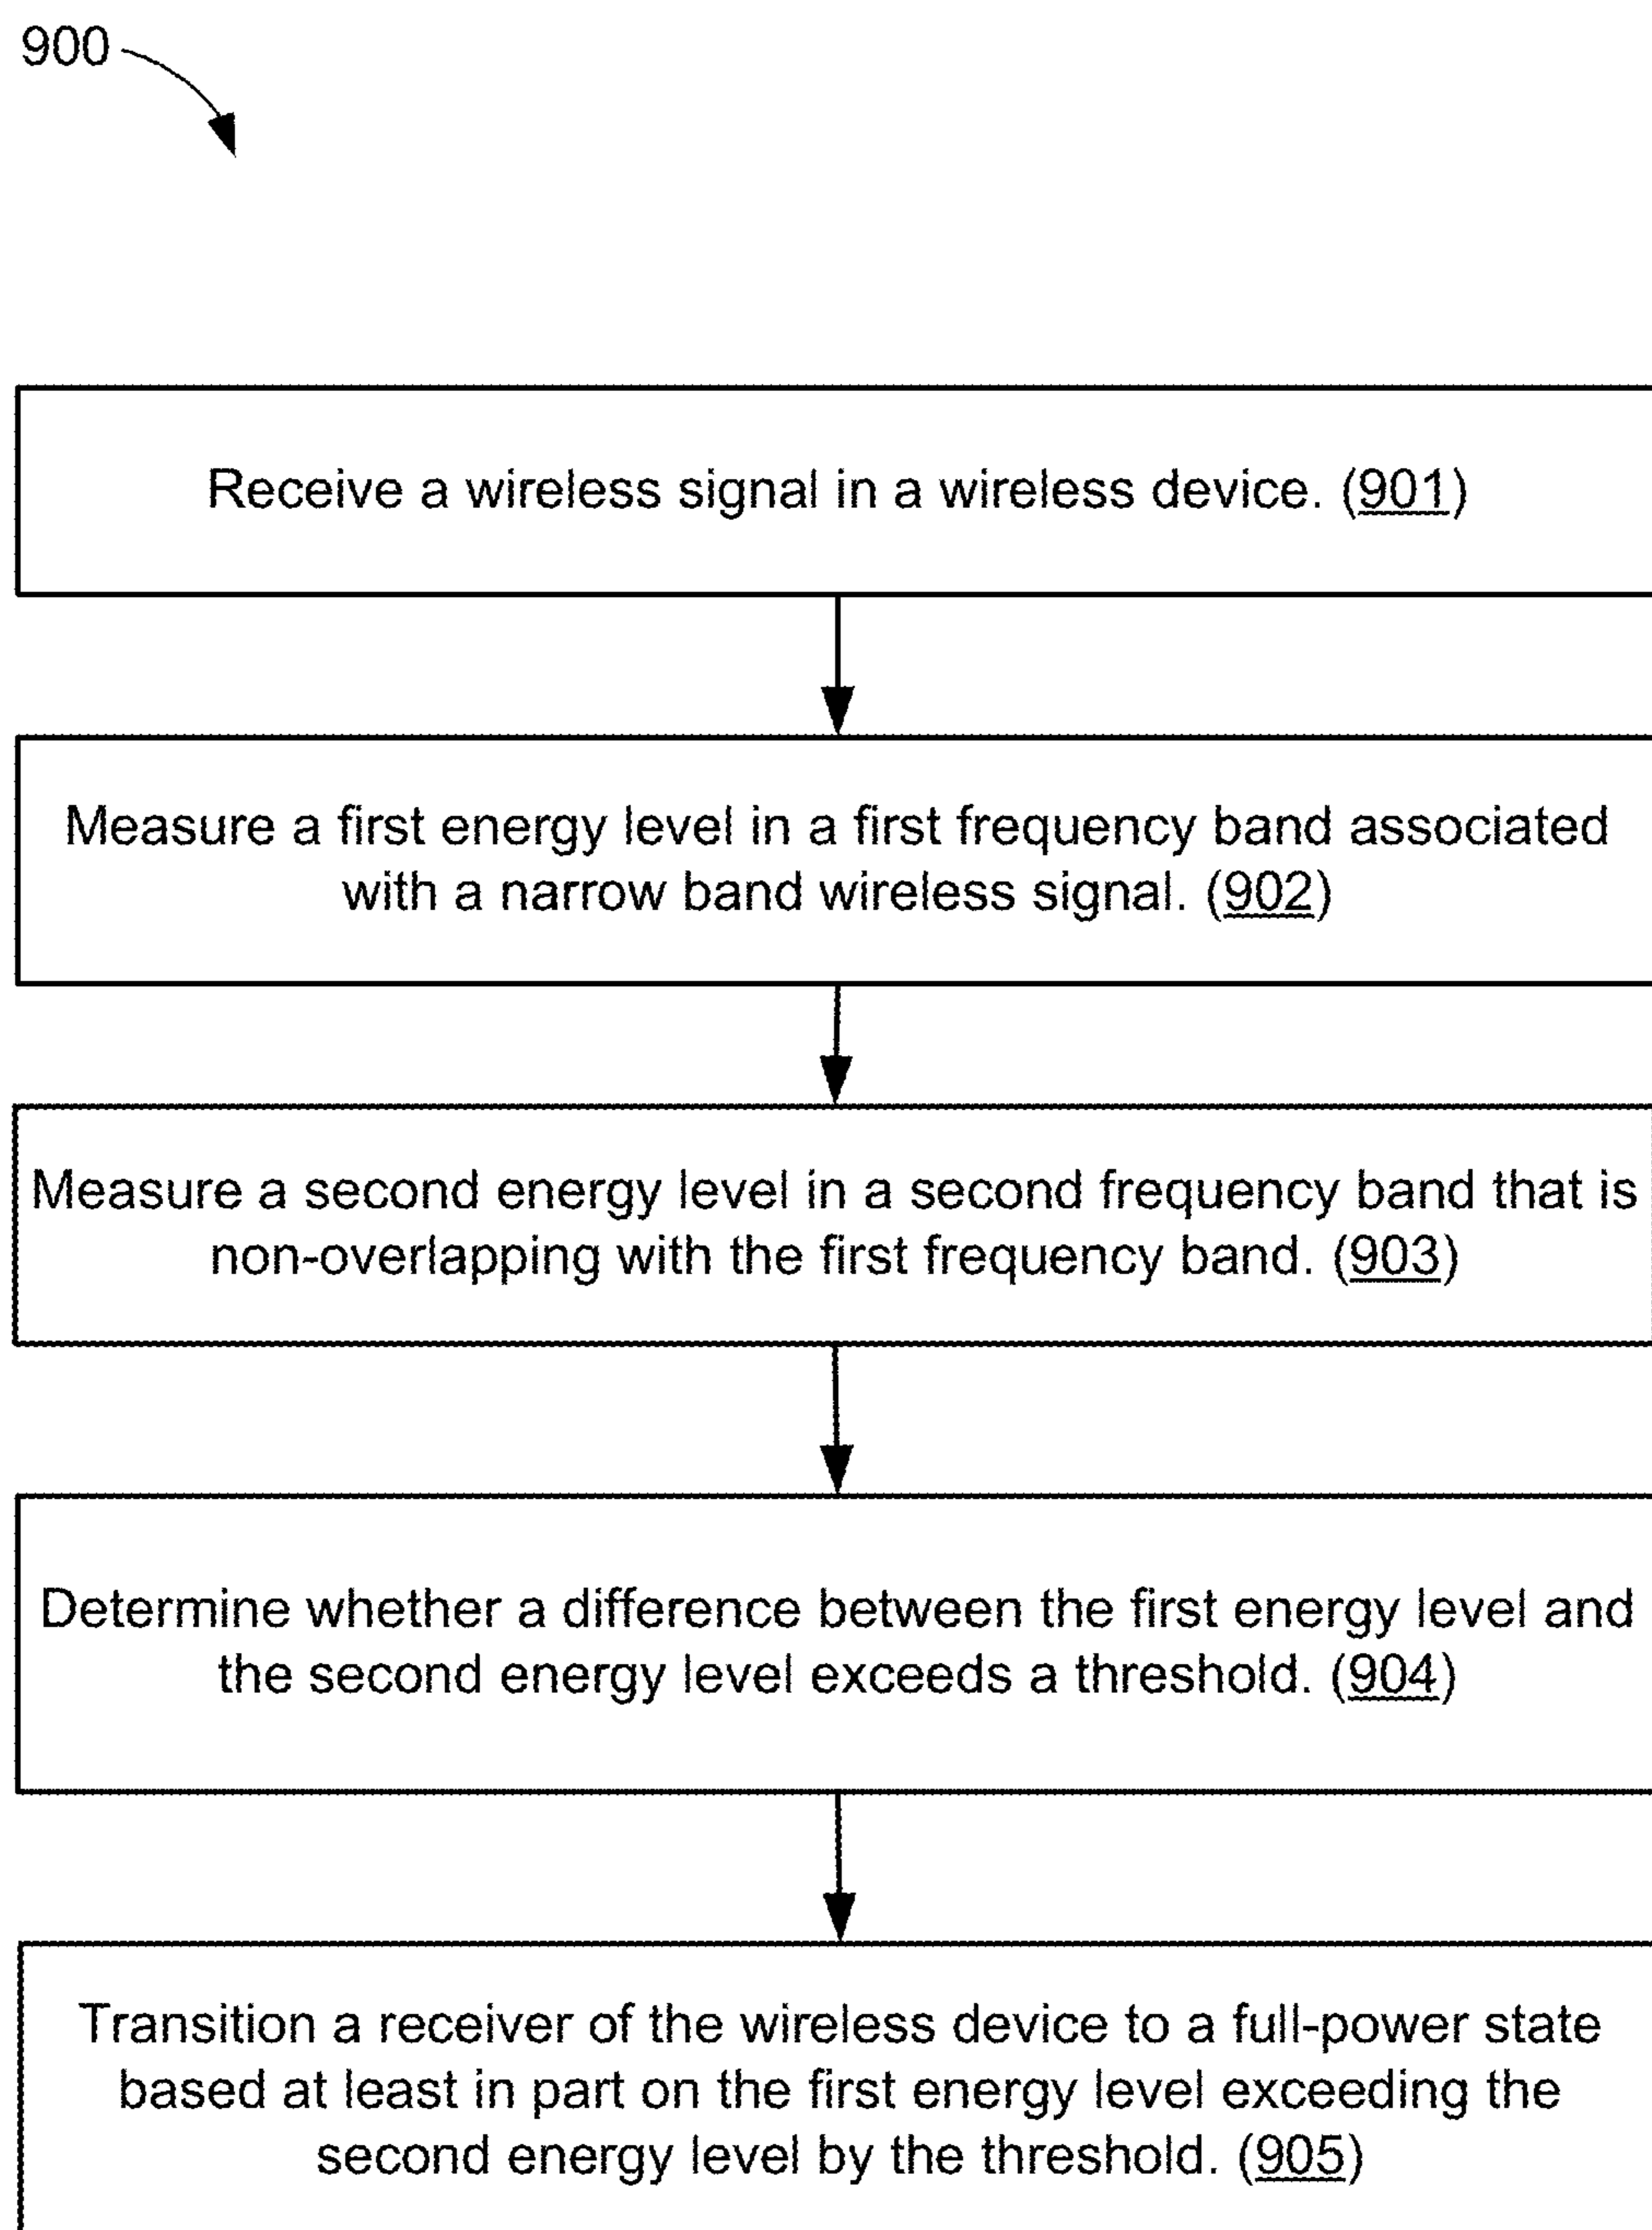 900
Receive a wireless signal in a wireless device. (901)
Measure a first energy level in a first frequency band associated
with a narrow band wireless signal. (902)
Measure a second energy level in a second frequency band that is
non-overlapping with the first frequency band. (903)
Determine whether a difference between the first energy level and
the second energy level exceeds a threshold. (904)
Transition a receiver of the wireless device to a full-power state
based at least in part on the first energy level exceeding the
second energy level by the threshold. (905)